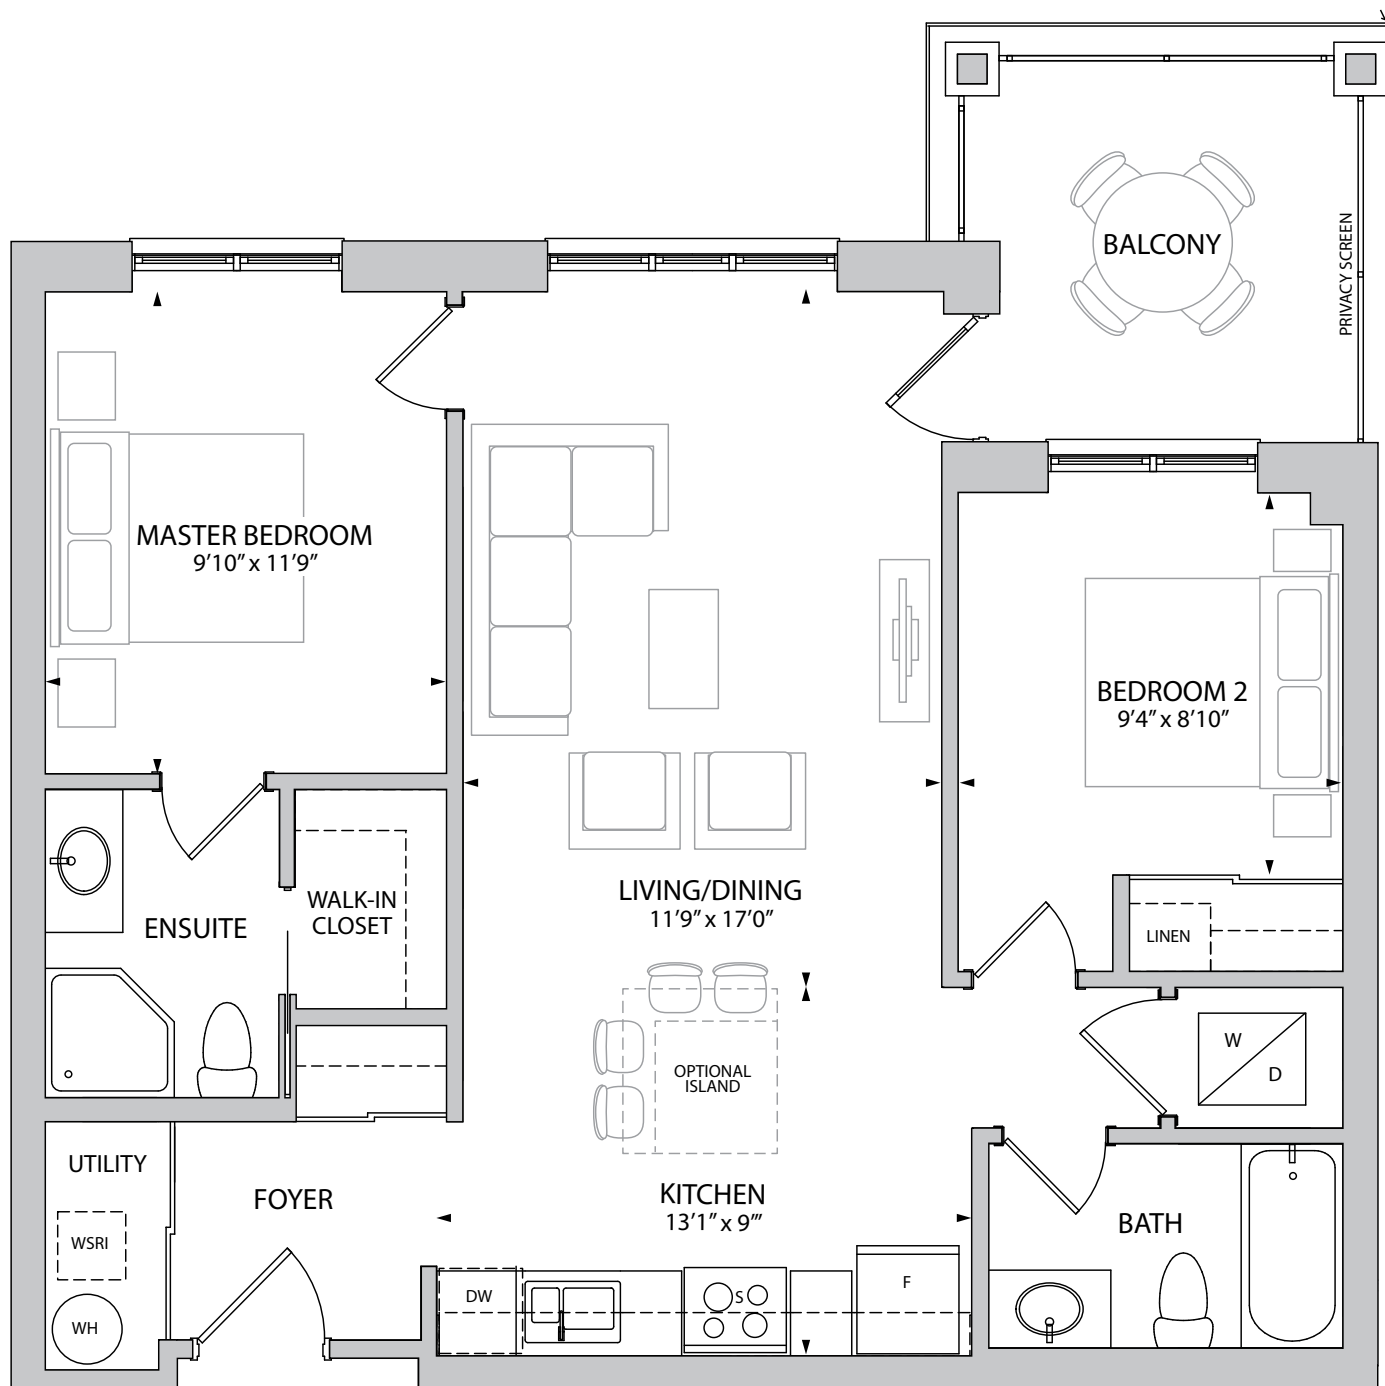 BALCONY
PRIVACY SCREEN
MASTER BEDROOM
9'10" x 11'9"
BEDROOM 2
9'4" x 8'10"
LIVING/DINING
11'9" x 17'0"
WALK-IN
CLOSET
ENSUITE
LINEN
W
D
OPTIONAL
ISLAND
UTILITY
FOYER
KITCHEN
13'1" x 9'"
BATH
WSRI
WH
DW
S
F